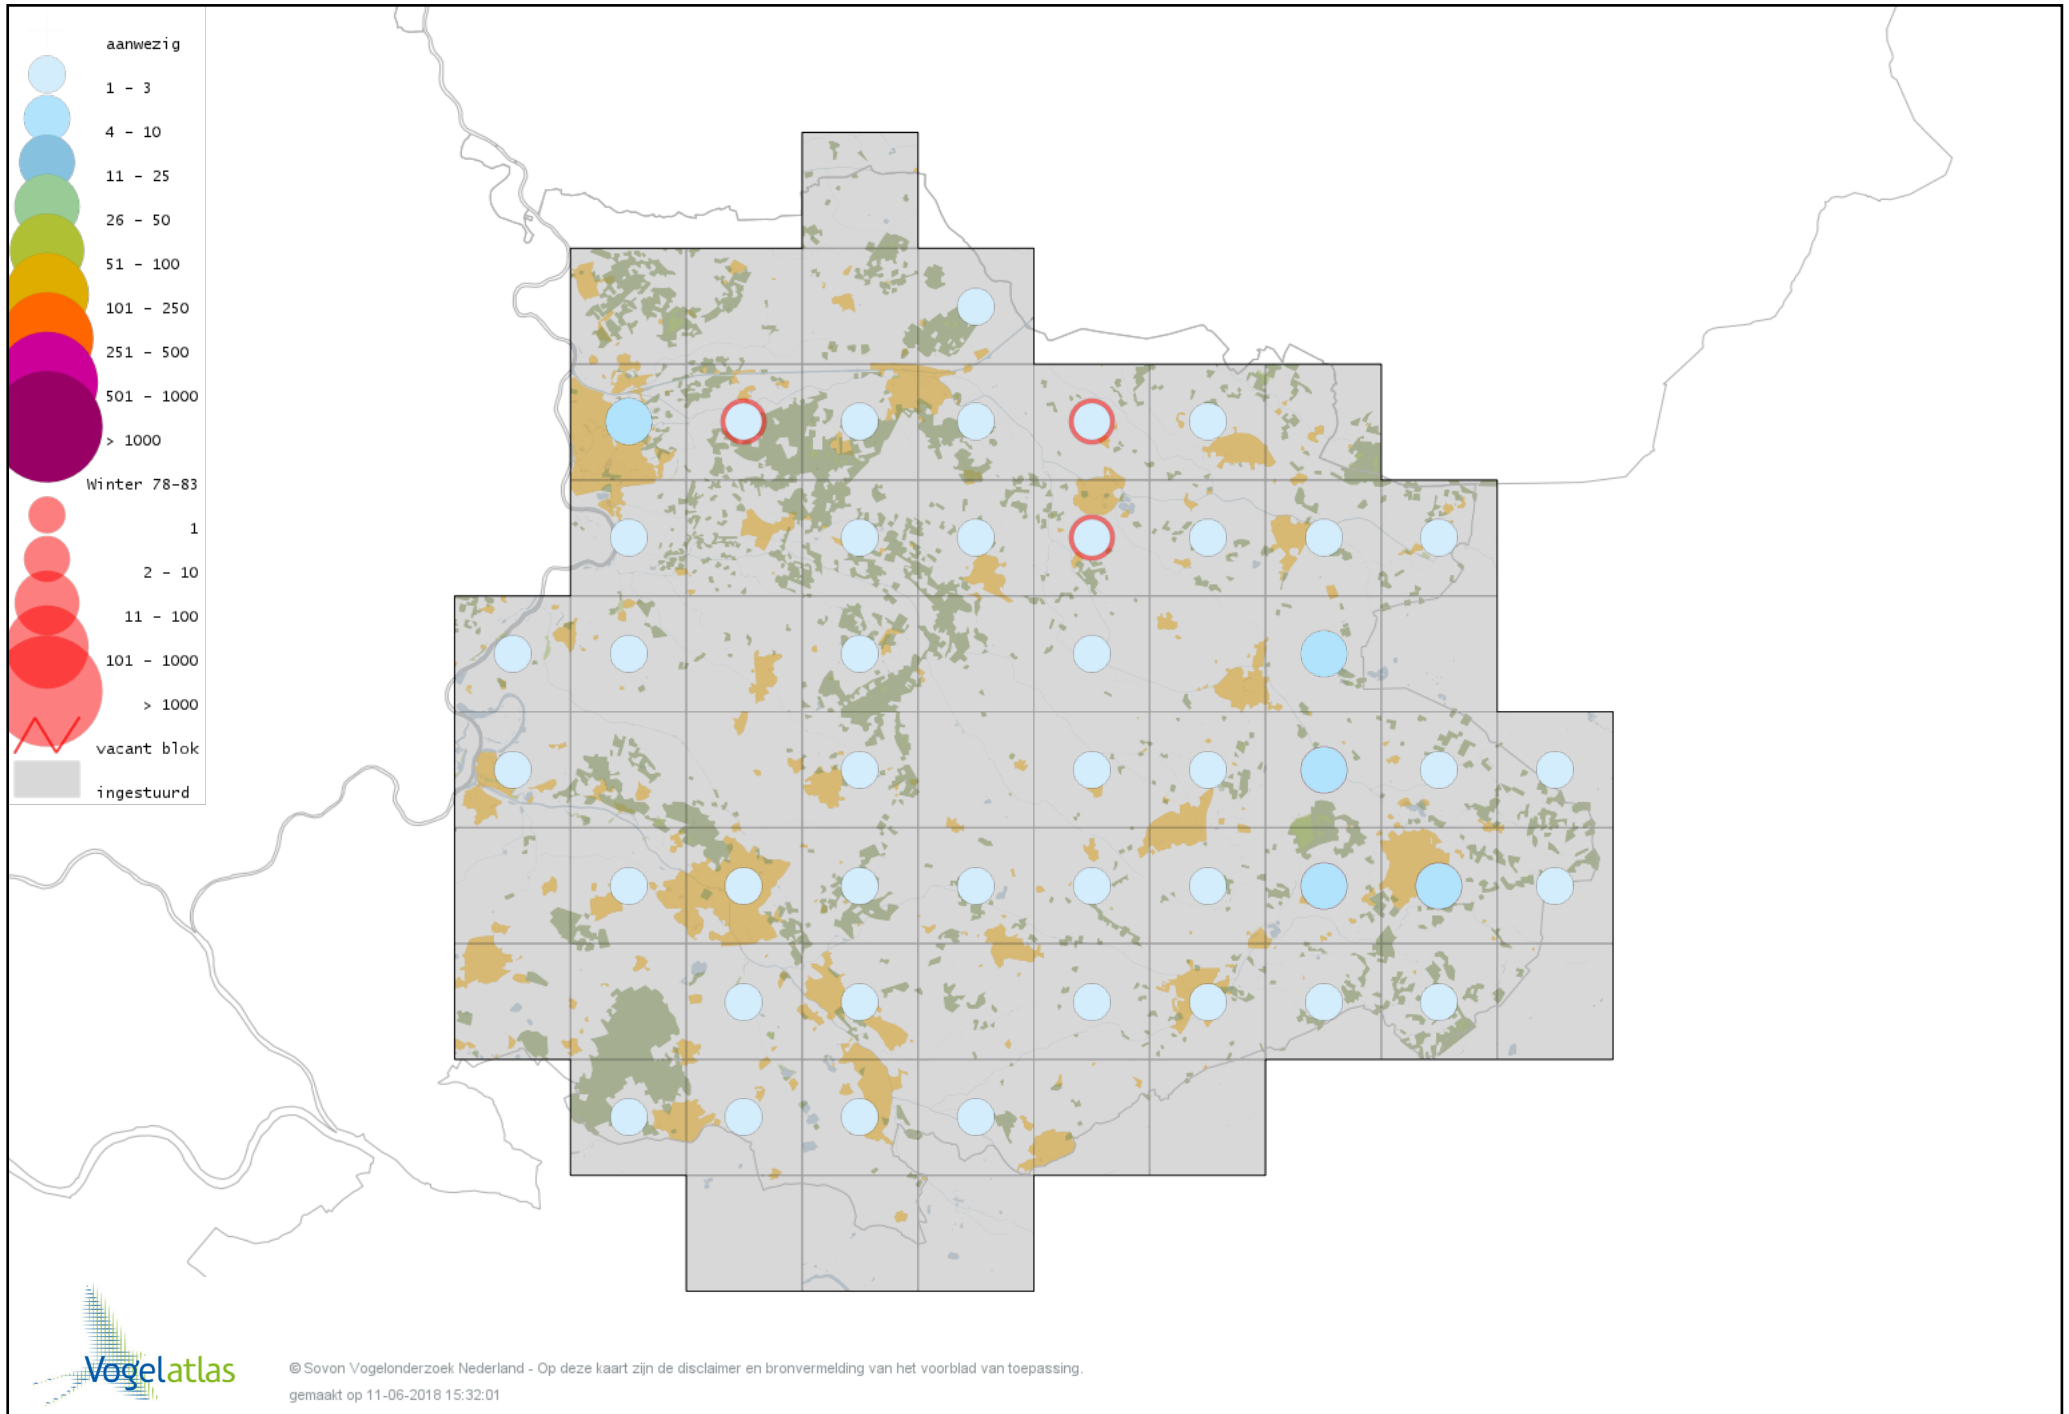 aanwezig
1 - 3
4 - 10
11 - 25
26 - 50
51 - 100
101 - 250
251 - 500
501 - 1000
> 1000
Winter 78-83
1
2 - 10
11 - 100
101 - 1000
> 1000
vacant blok
ingestuurd
Vogelatlas
© Sovon Vogelonderzoek Nederland - Op deze kaart zijn de disclaimer en bronvermelding van het voorblad van toepassing.
gemaakt op 11-06-2018 15:32:01